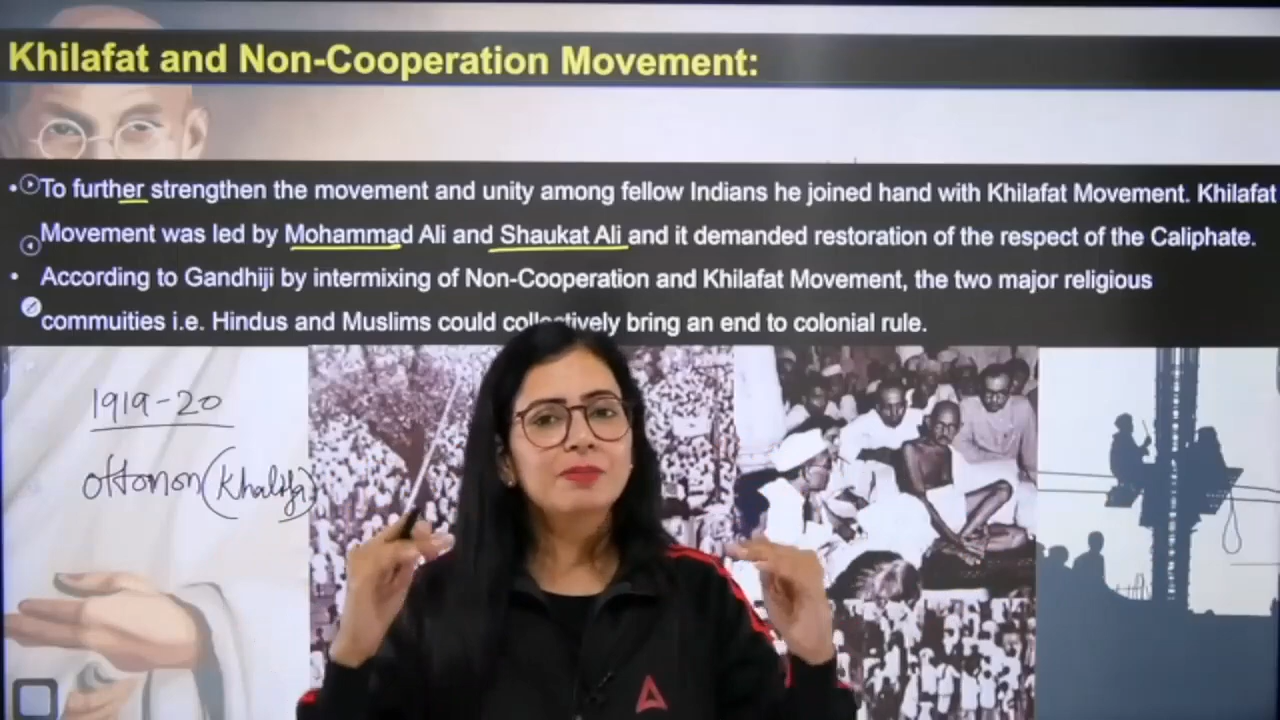 Khilafat and Non-Cooperation Movement:
• To further strengthen the movement and unity among fellow Indians he joined hand with Khilafat Movement. Khilafat
Movement was led by Mohammad Ali and Shaukat Ali and it demanded restoration of the respect of the Caliphate.
• According to Gandhiji by intermixing of Non-Cooperation and Khilafat Movement, the two major religious
commuities i.e. Hindus and Muslims could collectively bring an end to colonial rule.
1919-20
ottonon (Khalifa)